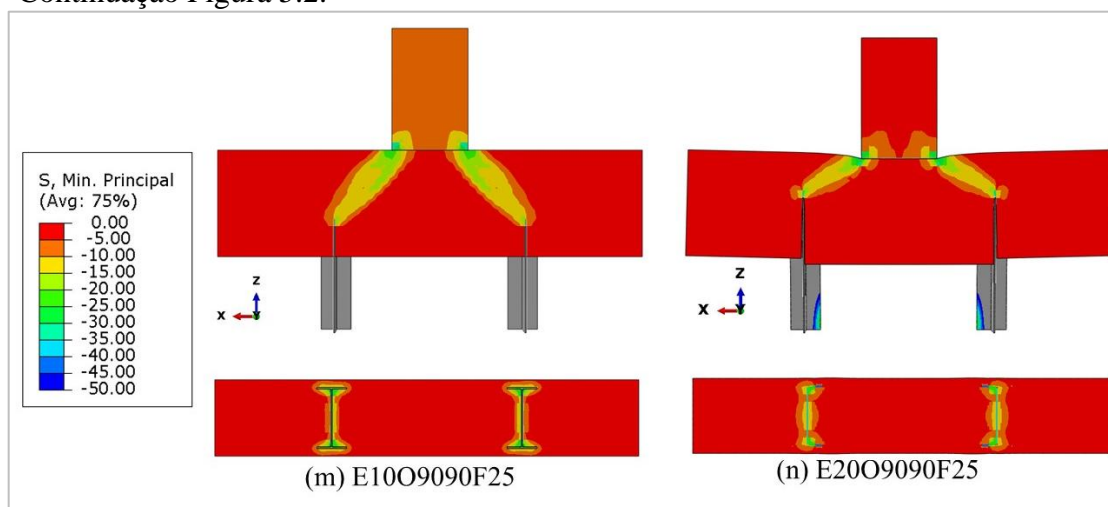 Continuação Figura 5.2.
S, Min. Principal
(Avg: 75%)
0.00
-5.00
-10.00
-15.00
-20.00
-25.00
-30.00
-35.00
-40.00
-45.00
-50.00
z
x
z
x
(m) E10O9090F25
(n) E20O9090F25